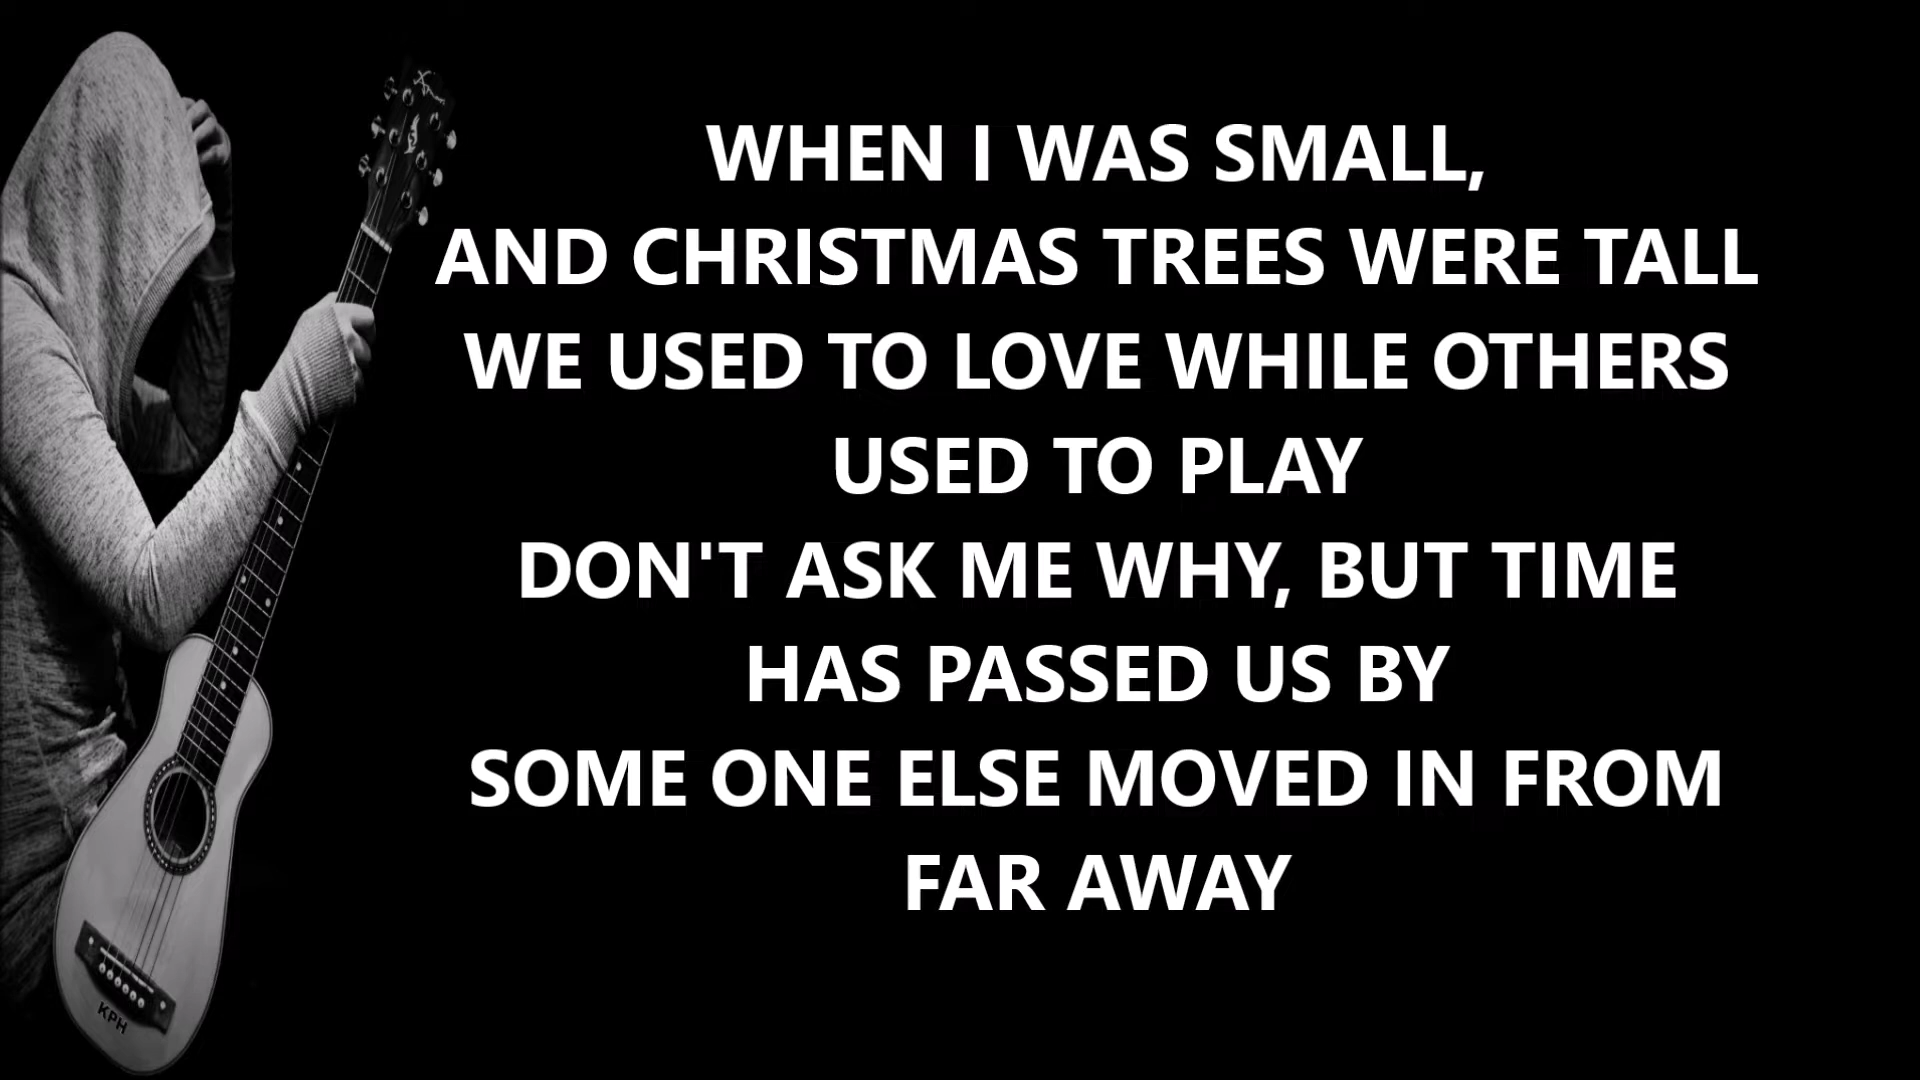 WHEN I WAS SMALL,
AND CHRISTMAS TREES WERE TALL
WE USED TO LOVE WHILE OTHERS
USED TO PLAY
DON'T ASK ME WHY, BUT TIME
HAS PASSED US BY
SOME ONE ELSE MOVED IN FROM
FAR AWAY
KPH